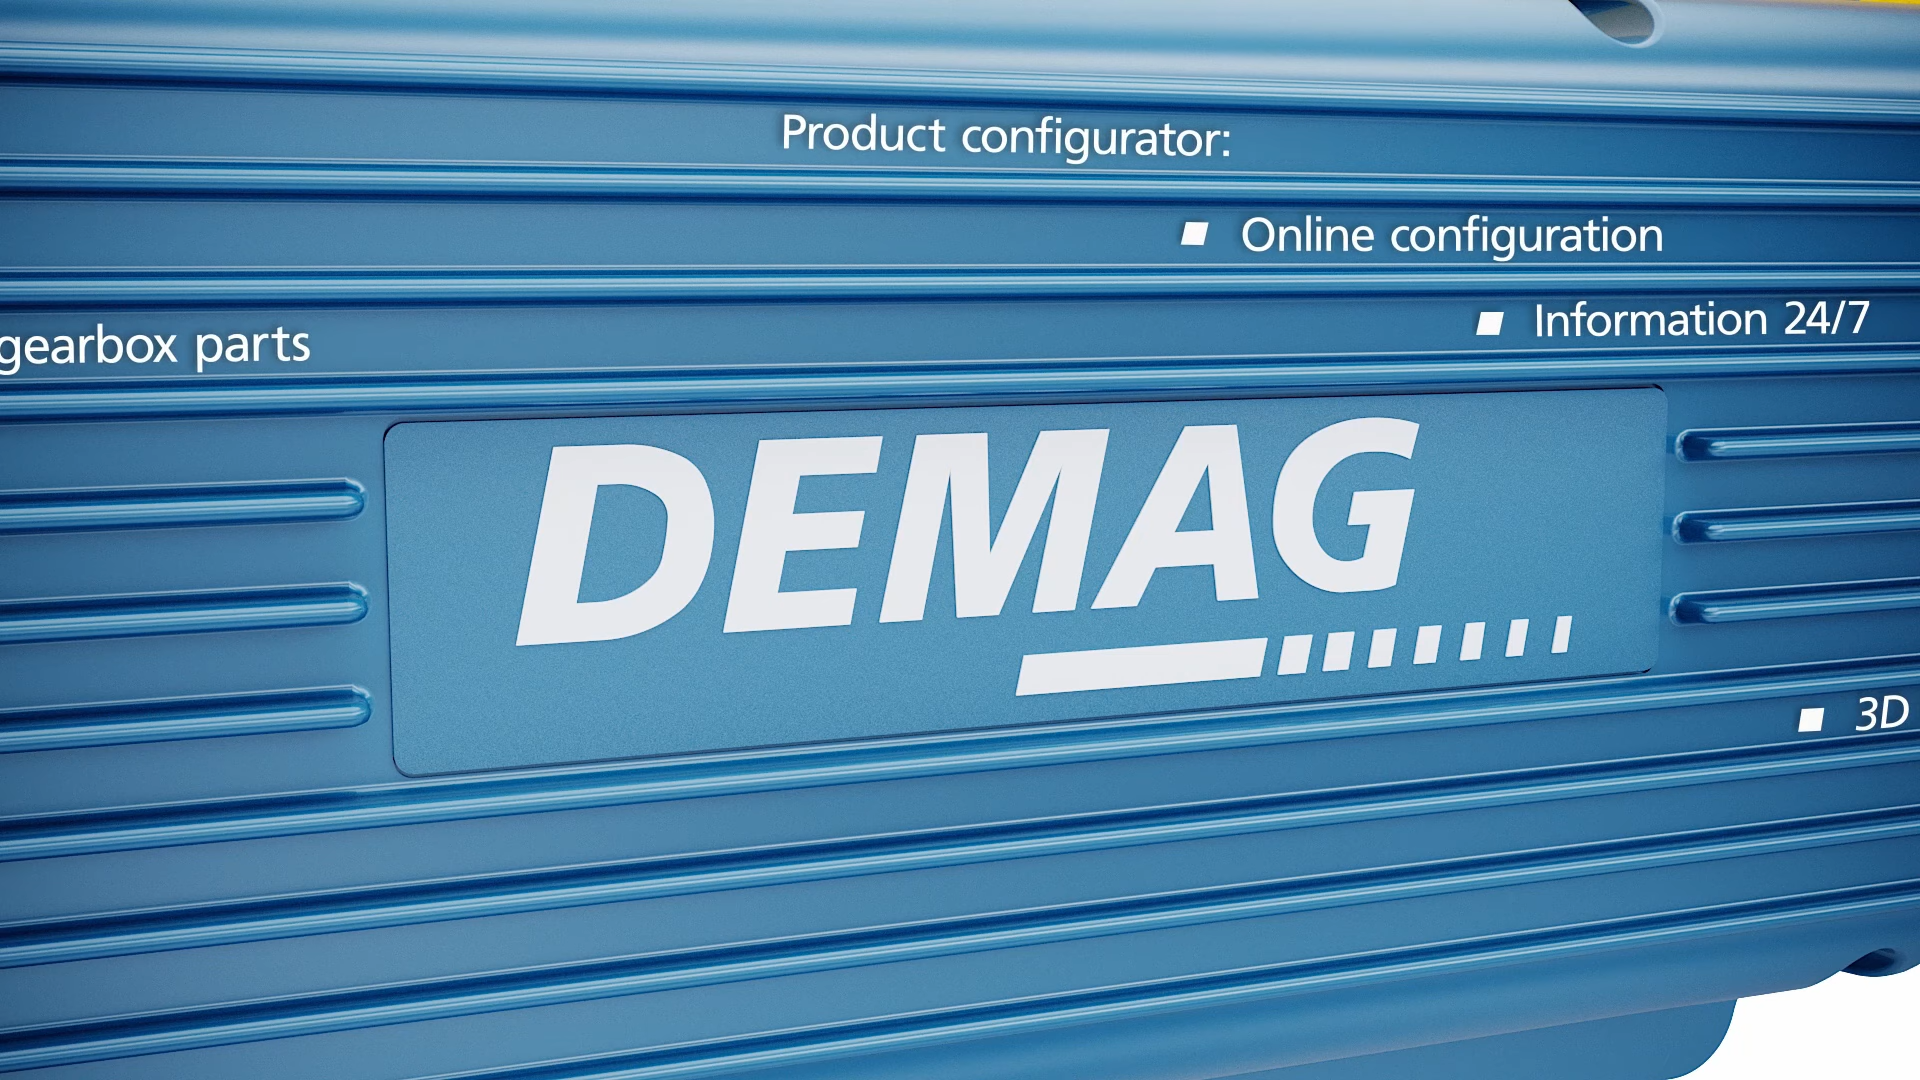 Product configurator:
Online configuration
Information 24/7
gearbox parts
DEMAG
3D